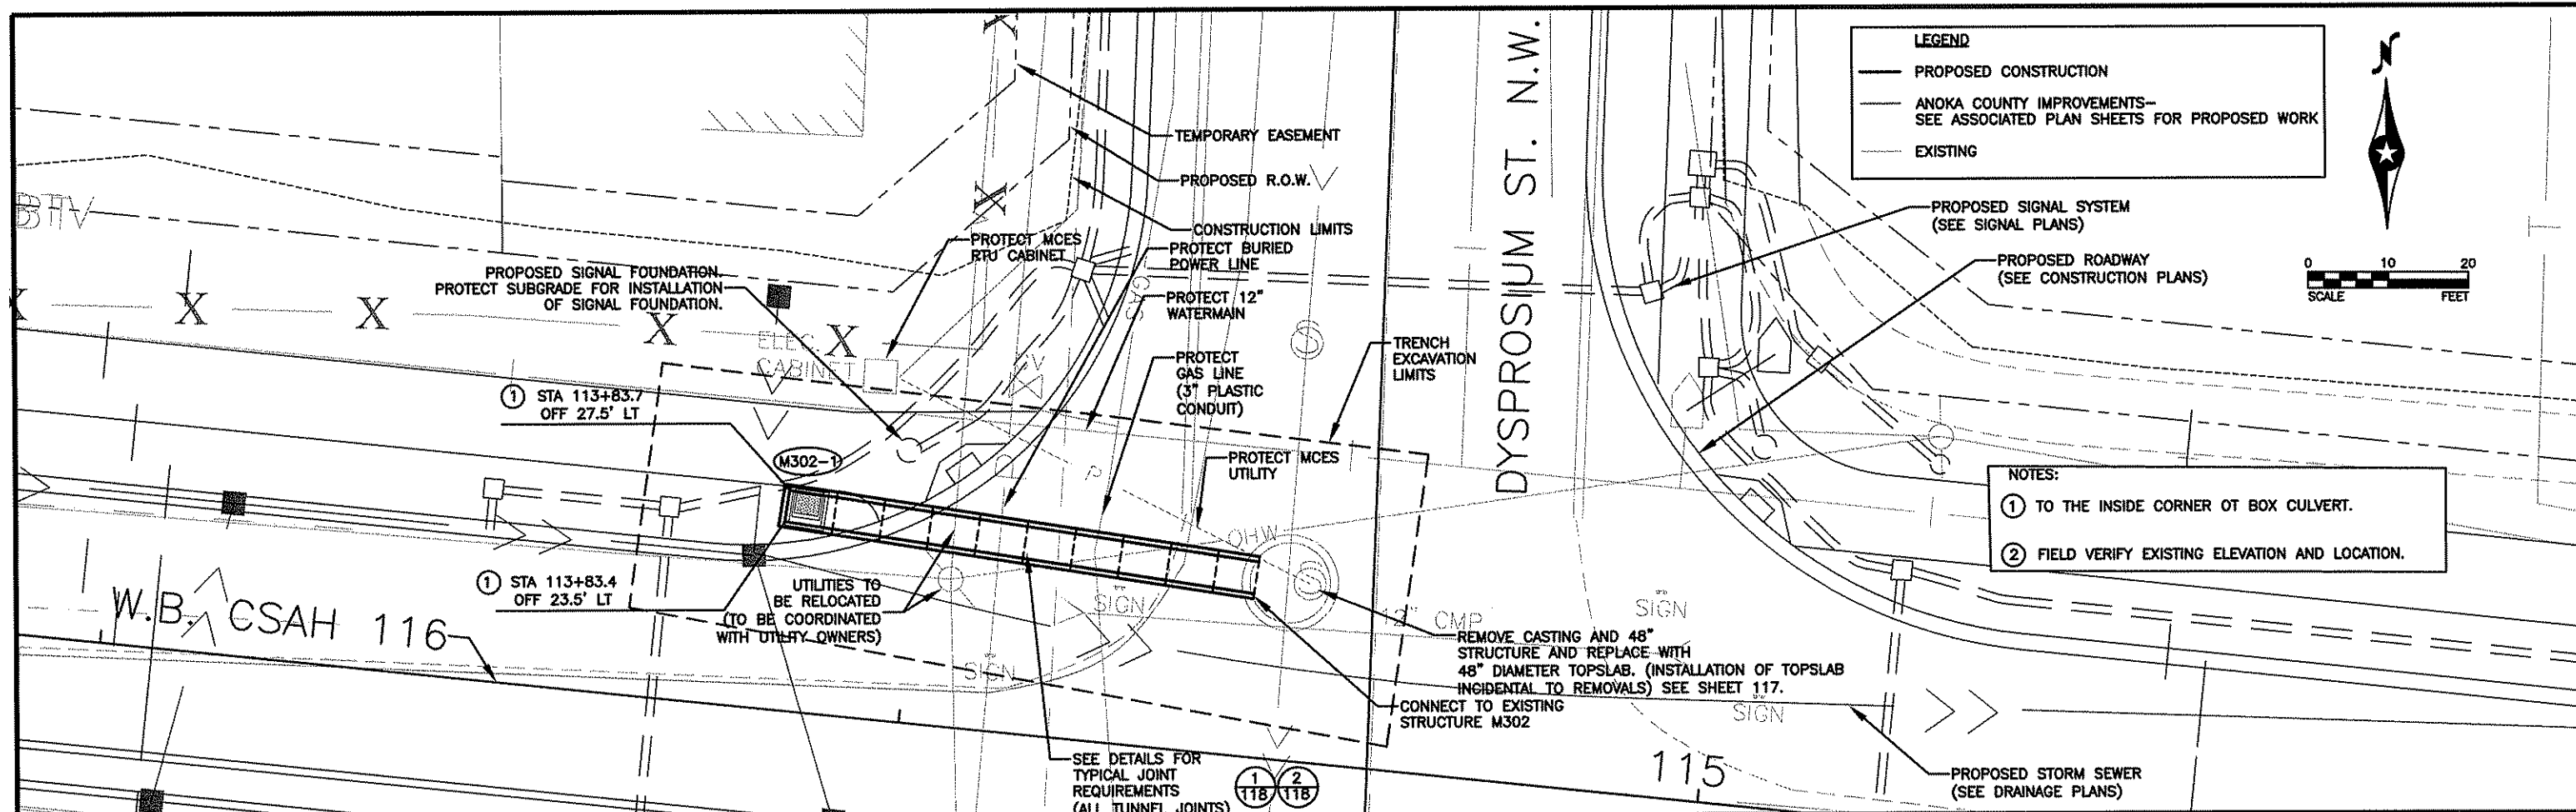 TEMPORARY EASEMENT
PROPOSED R.O.W.
CONSTRUCTION LIMITS
PROTECT MCES
RTU CABINET
PROTECT BURIED
POWER LINE
PROPOSED SIGNAL FOUNDATION.
PROTECT SUBGRADE FOR INSTALLATION
OF SIGNAL FOUNDATION.
PROTECT 12"
WATERMAIN
GAS
ELEC.
CABINET
X
X
X
X
X
X
X
X
V
PROTECT
GAS LINE
(3" PLASTIC
CONDUIT)
TRENCH
EXCAVATION
LIMITS
1 STA 113+83.7
OFF 27.5' LT
M302-1
P
S
PROTECT MCES
UTILITY
OHW
1 STA 113+83.4
OFF 23.5' LT
UTILITIES TO
BE RELOCATED
(TO BE COORDINATED
WITH UTILITY OWNERS)
W.B. CSAH 116
SIGN
SIGN
S
12" CMP
SIGN
SIGN
REMOVE CASTING AND 48"
STRUCTURE AND REPLACE WITH
48" DIAMETER TOPSLAB. (INSTALLATION OF TOPSLAB
INCIDENTAL TO REMOVALS) SEE SHEET 117.
CONNECT TO EXISTING
STRUCTURE M302
SEE DETAILS FOR
TYPICAL JOINT
REQUIREMENTS
(ALL TUNNEL JOINTS)
1
118
2
118
115
DYSPROSIUM ST. N.W.
LEGEND
PROPOSED CONSTRUCTION
ANOKA COUNTY IMPROVEMENTS-
SEE ASSOCIATED PLAN SHEETS FOR PROPOSED WORK
EXISTING
N
0 10 20
SCALE FEET
PROPOSED SIGNAL SYSTEM
(SEE SIGNAL PLANS)
PROPOSED ROADWAY
(SEE CONSTRUCTION PLANS)
NOTES:
1 TO THE INSIDE CORNER OT BOX CULVERT.
2 FIELD VERIFY EXISTING ELEVATION AND LOCATION.
PROPOSED STORM SEWER
(SEE DRAINAGE PLANS)